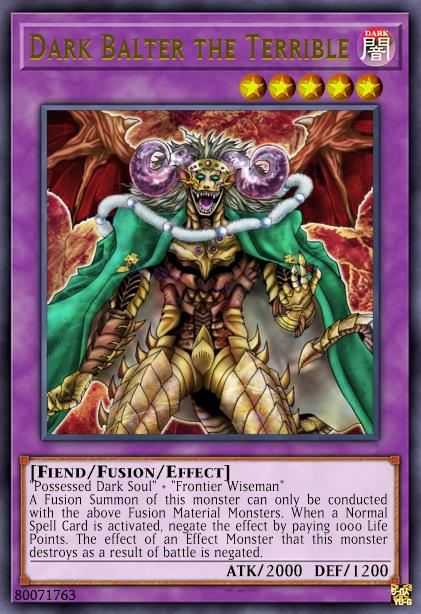 DARK BALTER THE TERRIBLE
DARK
闇
[FIEND/FUSION/EFFECT]
"Possessed Dark Soul" + "Frontier Wiseman"
A Fusion Summon of this monster can only be conducted
with the above Fusion Material Monsters. When a Normal
Spell Card is activated, negate the effect by paying 1000 Life
Points. The effect of an Effect Monster that this monster
destroys as a result of battle is negated.
ATK/2000 DEF/1200
80071763